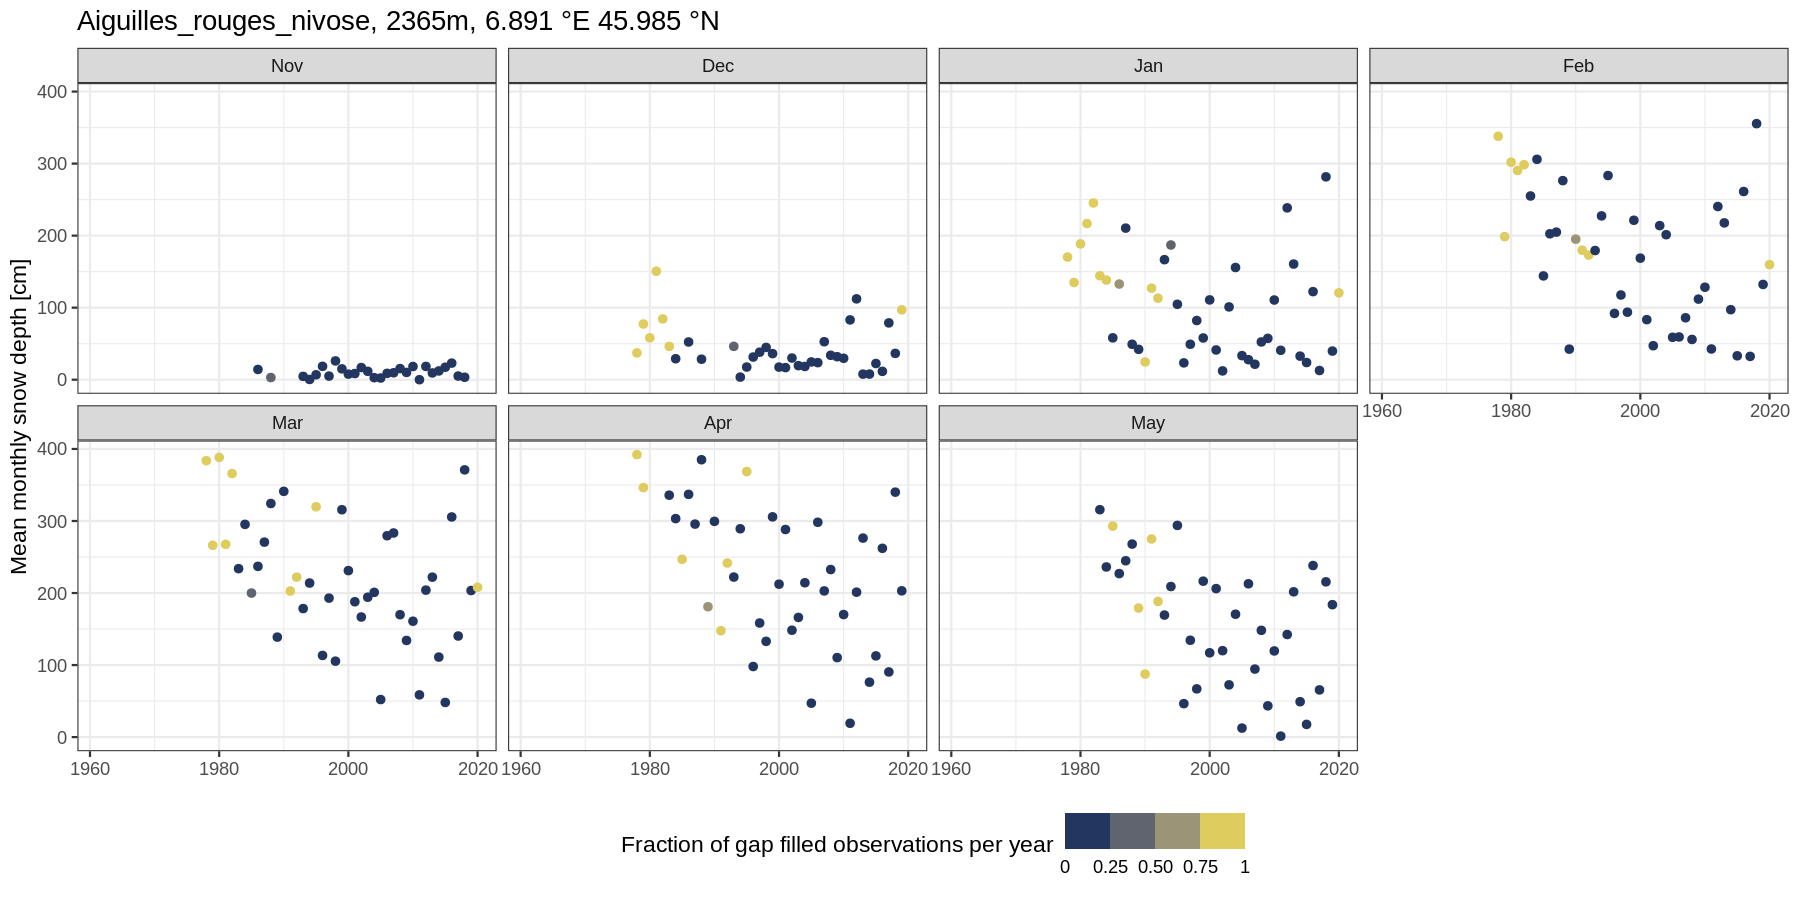 Aiguilles_rouges_nivose, 2365m, 6.891 °E 45.985 °N
Nov Dec Jan Feb
400
300
200
100
0
1960 1980 2000 2020
Mean monthly snow depth [cm]
Mar Apr May
400
300
200
100
0
1960 1980 2000 2020 1960 1980 2000 2020 1960 1980 2000 2020
Fraction of gap filled observations per year
0 0.25 0.50 0.75 1